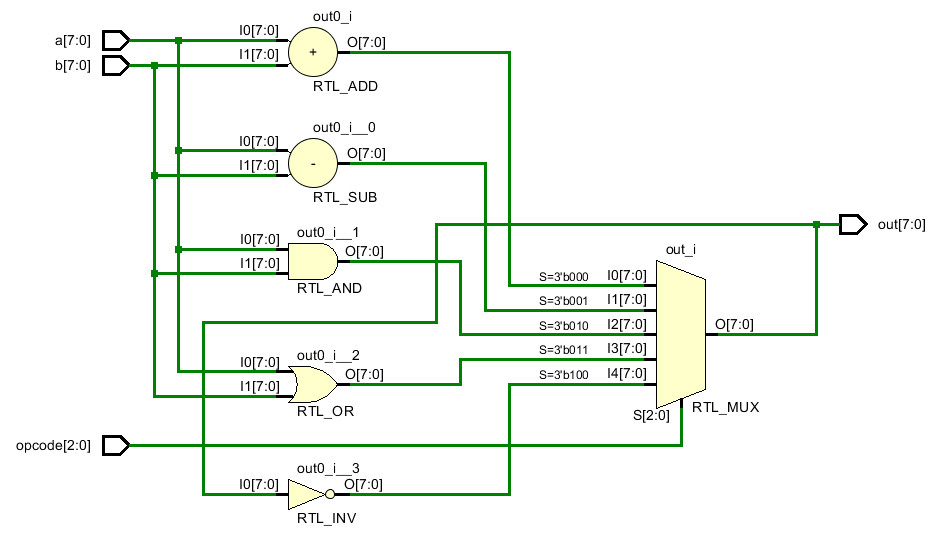 out0_i
I0[7:0]
a[7:0]
O[7:0]
+
I1[7:0]
b[7:0]
RTL_ADD
out0_i__0
I0[7:0]
O[7:0]
-
I1[7:0]
RTL_SUB
out[7:0]
out0_i__1
I0[7:0]
O[7:0]
I1[7:0]
RTL_AND
out_i
S=3'b000 I0[7:0]
S=3'b001 I1[7:0]
S=3'b010 I2[7:0]
O[7:0]
S=3'b011 I3[7:0]
S=3'b100 I4[7:0]
S[2:0]
RTL_MUX
out0_i__2
I0[7:0]
O[7:0]
I1[7:0]
RTL_OR
opcode[2:0]
out0_i__3
I0[7:0]
O[7:0]
RTL_INV